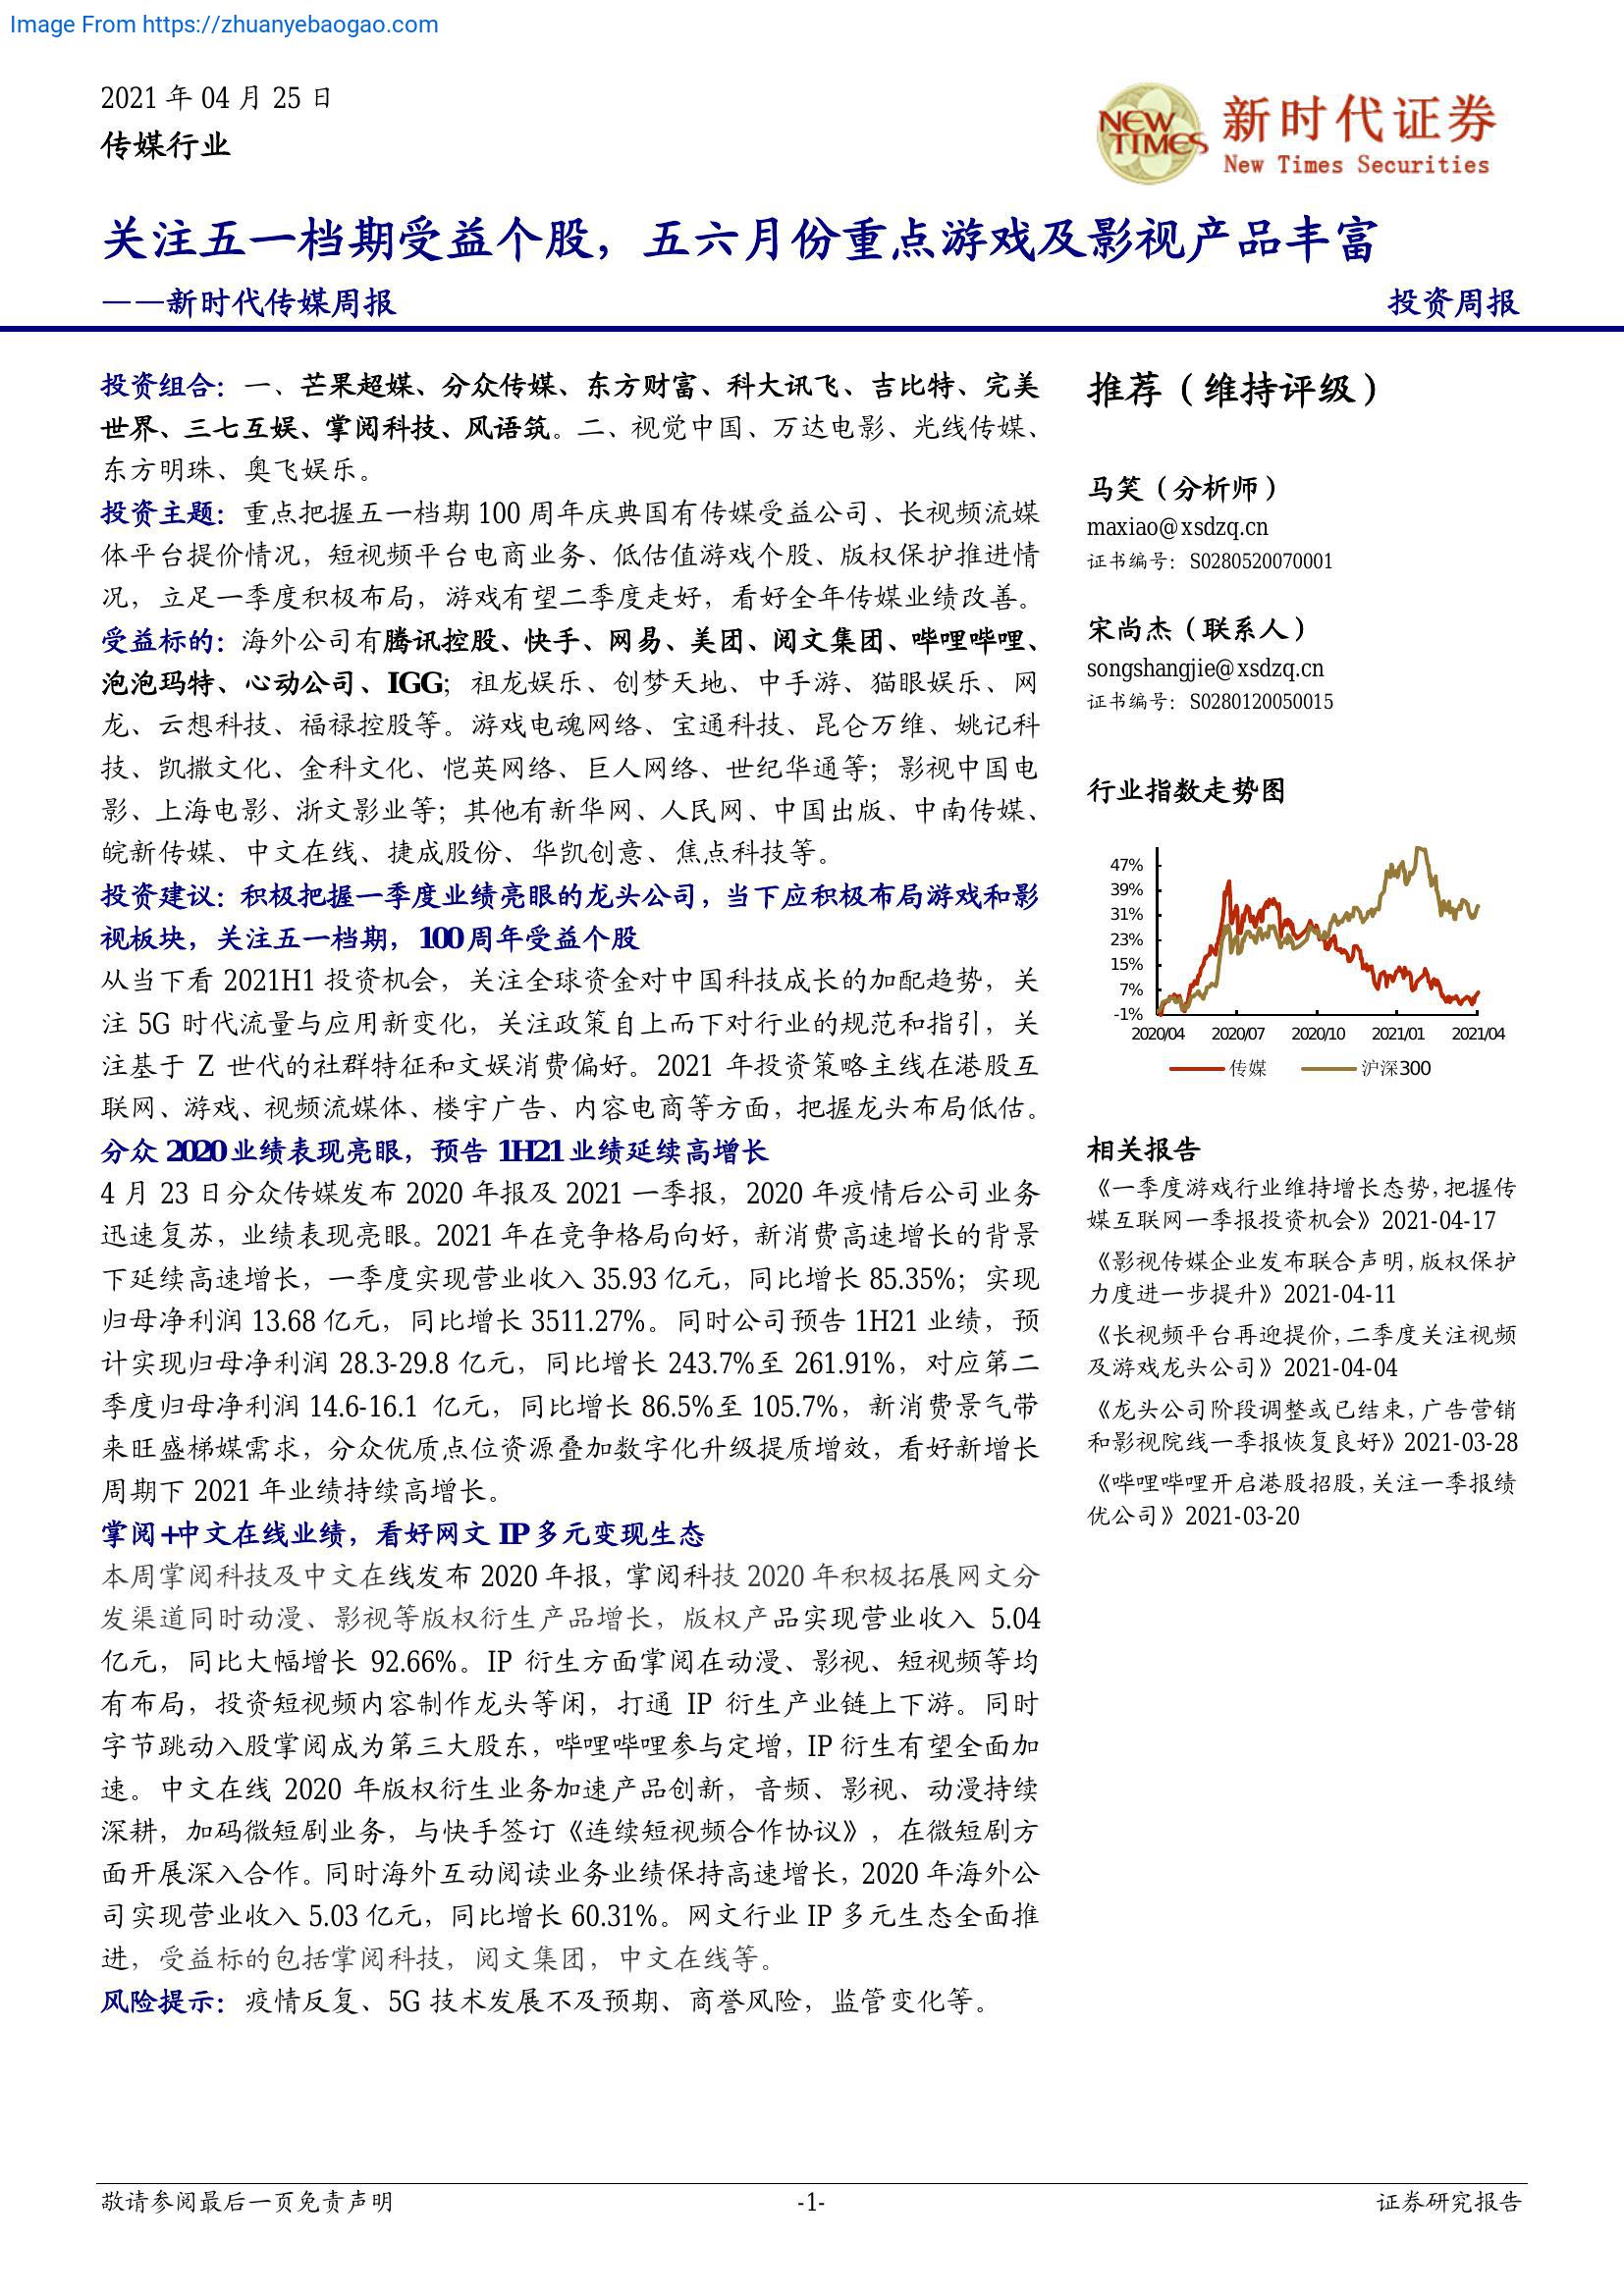 Image From https://zhuanyebaogao.com
2021 年 04 月 25 日
传媒行业
NEW TIMES
新时代证券
New Times Securities
关注五一档期受益个股，五六月份重点游戏及影视产品丰富
——新时代传媒周报
投资周报
投资组合：一、芒果超媒、分众传媒、东方财富、科大讯飞、吉比特、完美
世界、三七互娱、掌阅科技、风语筑。二、视觉中国、万达电影、光线传媒、
东方明珠、奥飞娱乐。
投资主题：重点把握五一档期 100 周年庆典国有传媒受益公司、长视频流媒
体平台提价情况，短视频平台电商业务、低估值游戏个股、版权保护推进情
况，立足一季度积极布局，游戏有望二季度走好，看好全年传媒业绩改善。
受益标的：海外公司有腾讯控股、快手、网易、美团、阅文集团、哔哩哔哩、
泡泡玛特、心动公司、IGG；祖龙娱乐、创梦天地、中手游、猫眼娱乐、网
龙、云想科技、福禄控股等。游戏电魂网络、宝通科技、昆仑万维、姚记科
技、凯撒文化、金科文化、恺英网络、巨人网络、世纪华通等；影视中国电
影、上海电影、浙文影业等；其他有新华网、人民网、中国出版、中南传媒、
皖新传媒、中文在线、捷成股份、华凯创意、焦点科技等。
投资建议：积极把握一季度业绩亮眼的龙头公司，当下应积极布局游戏和影
视板块，关注五一档期，100 周年受益个股
从当下看 2021H1 投资机会，关注全球资金对中国科技成长的加配趋势，关
注 5G 时代流量与应用新变化，关注政策自上而下对行业的规范和指引，关
注基于 Z 世代的社群特征和文娱消费偏好。2021 年投资策略主线在港股互
联网、游戏、视频流媒体、楼宇广告、内容电商等方面，把握龙头布局低估。
分众 2020 业绩表现亮眼，预告 1H21 业绩延续高增长
4 月 23 日分众传媒发布 2020 年报及 2021 一季报，2020 年疫情后公司业务
迅速复苏，业绩表现亮眼。2021 年在竞争格局向好，新消费高速增长的背景
下延续高速增长，一季度实现营业收入 35.93 亿元，同比增长 85.35%；实现
归母净利润 13.68 亿元，同比增长 3511.27%。同时公司预告 1H21 业绩，预
计实现归母净利润 28.3-29.8 亿元，同比增长 243.7%至 261.91%，对应第二
季度归母净利润 14.6-16.1 亿元，同比增长 86.5%至 105.7%，新消费景气带
来旺盛梯媒需求，分众优质点位资源叠加数字化升级提质增效，看好新增长
周期下 2021 年业绩持续高增长。
掌阅+中文在线业绩，看好网文 IP 多元变现生态
本周掌阅科技及中文在线发布 2020 年报，掌阅科技 2020 年积极拓展网文分
发渠道同时动漫、影视等版权衍生产品增长，版权产品实现营业收入 5.04
亿元，同比大幅增长 92.66%。IP 衍生方面掌阅在动漫、影视、短视频等均
有布局，投资短视频内容制作龙头等闲，打通 IP 衍生产业链上下游。同时
字节跳动入股掌阅成为第三大股东，哔哩哔哩参与定增，IP 衍生有望全面加
速。中文在线 2020 年版权衍生业务加速产品创新，音频、影视、动漫持续
深耕，加码微短剧业务，与快手签订《连续短视频合作协议》，在微短剧方
面开展深入合作。同时海外互动阅读业务业绩保持高速增长，2020 年海外公
司实现营业收入 5.03 亿元，同比增长 60.31%。网文行业 IP 多元生态全面推
进，受益标的包括掌阅科技，阅文集团，中文在线等。
风险提示：疫情反复、5G 技术发展不及预期、商誉风险，监管变化等。
推荐（维持评级）
马笑（分析师）
maxiao@xsdzq.cn
证书编号：S0280520070001
宋尚杰（联系人）
songshangjie@xsdzq.cn
证书编号：S0280120050015
行业指数走势图
47%
39%
31%
23%
15%
7%
-1%
2020/04 2020/07 2020/10 2021/01 2021/04
传媒 沪深300
相关报告
《一季度游戏行业维持增长态势，把握传
媒互联网一季报投资机会》2021-04-17
《影视传媒企业发布联合声明，版权保护
力度进一步提升》2021-04-11
《长视频平台再迎提价，二季度关注视频
及游戏龙头公司》2021-04-04
《龙头公司阶段调整或已结束，广告营销
和影视院线一季报恢复良好》2021-03-28
《哔哩哔哩开启港股招股，关注一季报绩
优公司》2021-03-20
敬请参阅最后一页免责声明
-1-
证券研究报告